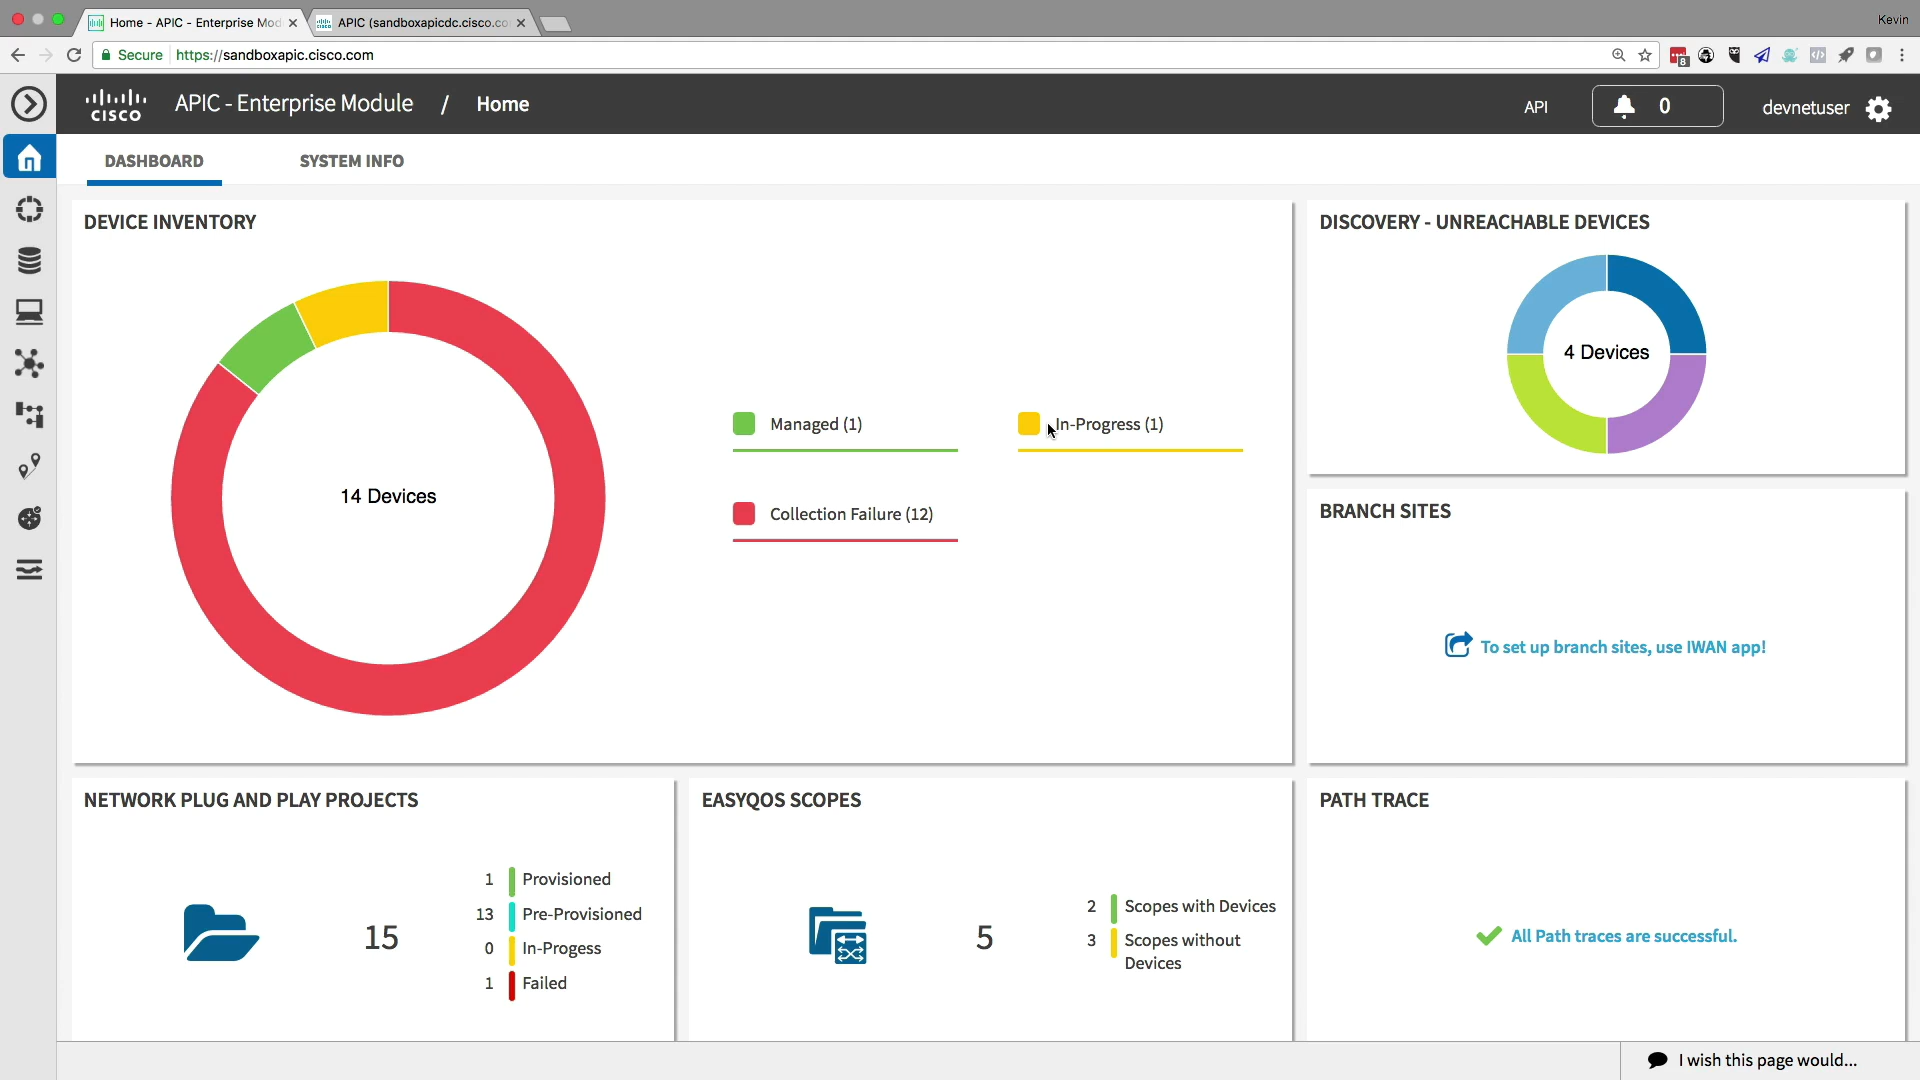 Home - APIC - Enterprise Mod
APIC (sandboxapicdc.cisco.co
Kevin
Secure
https://sandboxapic.cisco.com
8
cisco
APIC - Enterprise Module / Home
API
0
devnetuser
DASHBOARD
SYSTEM INFO
DEVICE INVENTORY
14 Devices
Managed (1)
In-Progress (1)
Collection Failure (12)
DISCOVERY - UNREACHABLE DEVICES
4 Devices
BRANCH SITES
To set up branch sites, use IWAN app!
NETWORK PLUG AND PLAY PROJECTS
15
1 Provisioned
13 Pre-Provisioned
0 In-Progess
1 Failed
EASYQOS SCOPES
5
2 Scopes with Devices
3 Scopes without
Devices
PATH TRACE
All Path traces are successful.
I wish this page would...